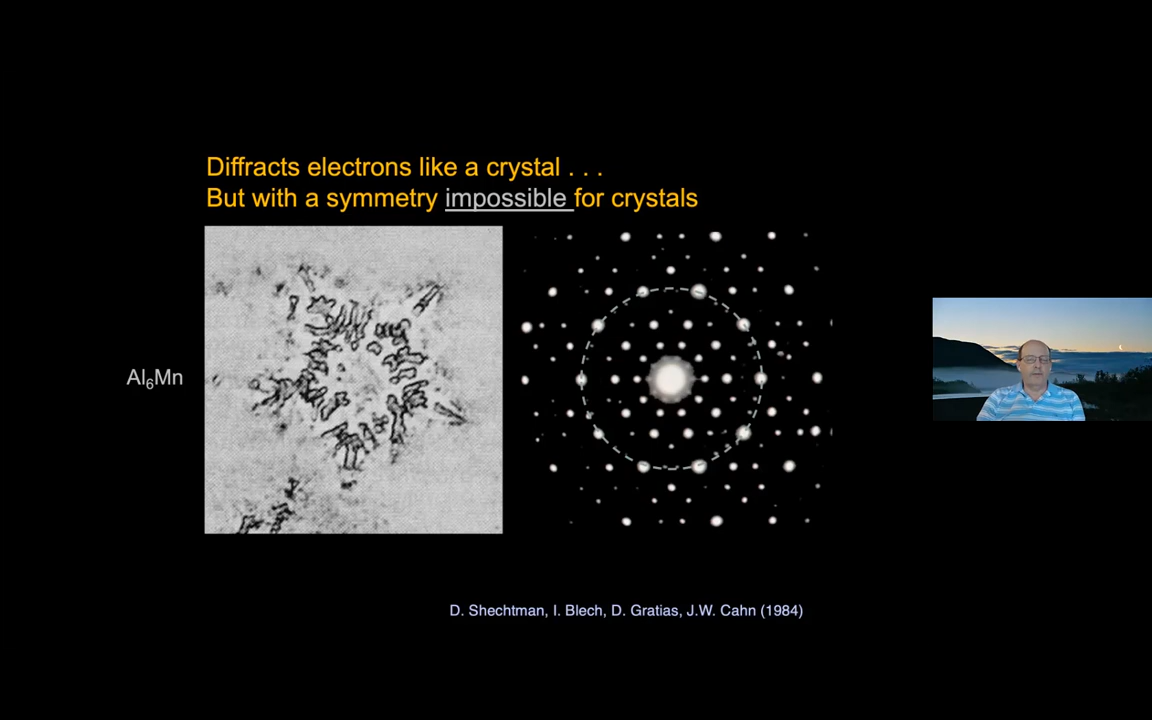 Diffracts electrons like a crystal . . .
But with a symmetry impossible for crystals
Al₆Mn
D. Shechtman, I. Blech, D. Gratias, J.W. Cahn (1984)